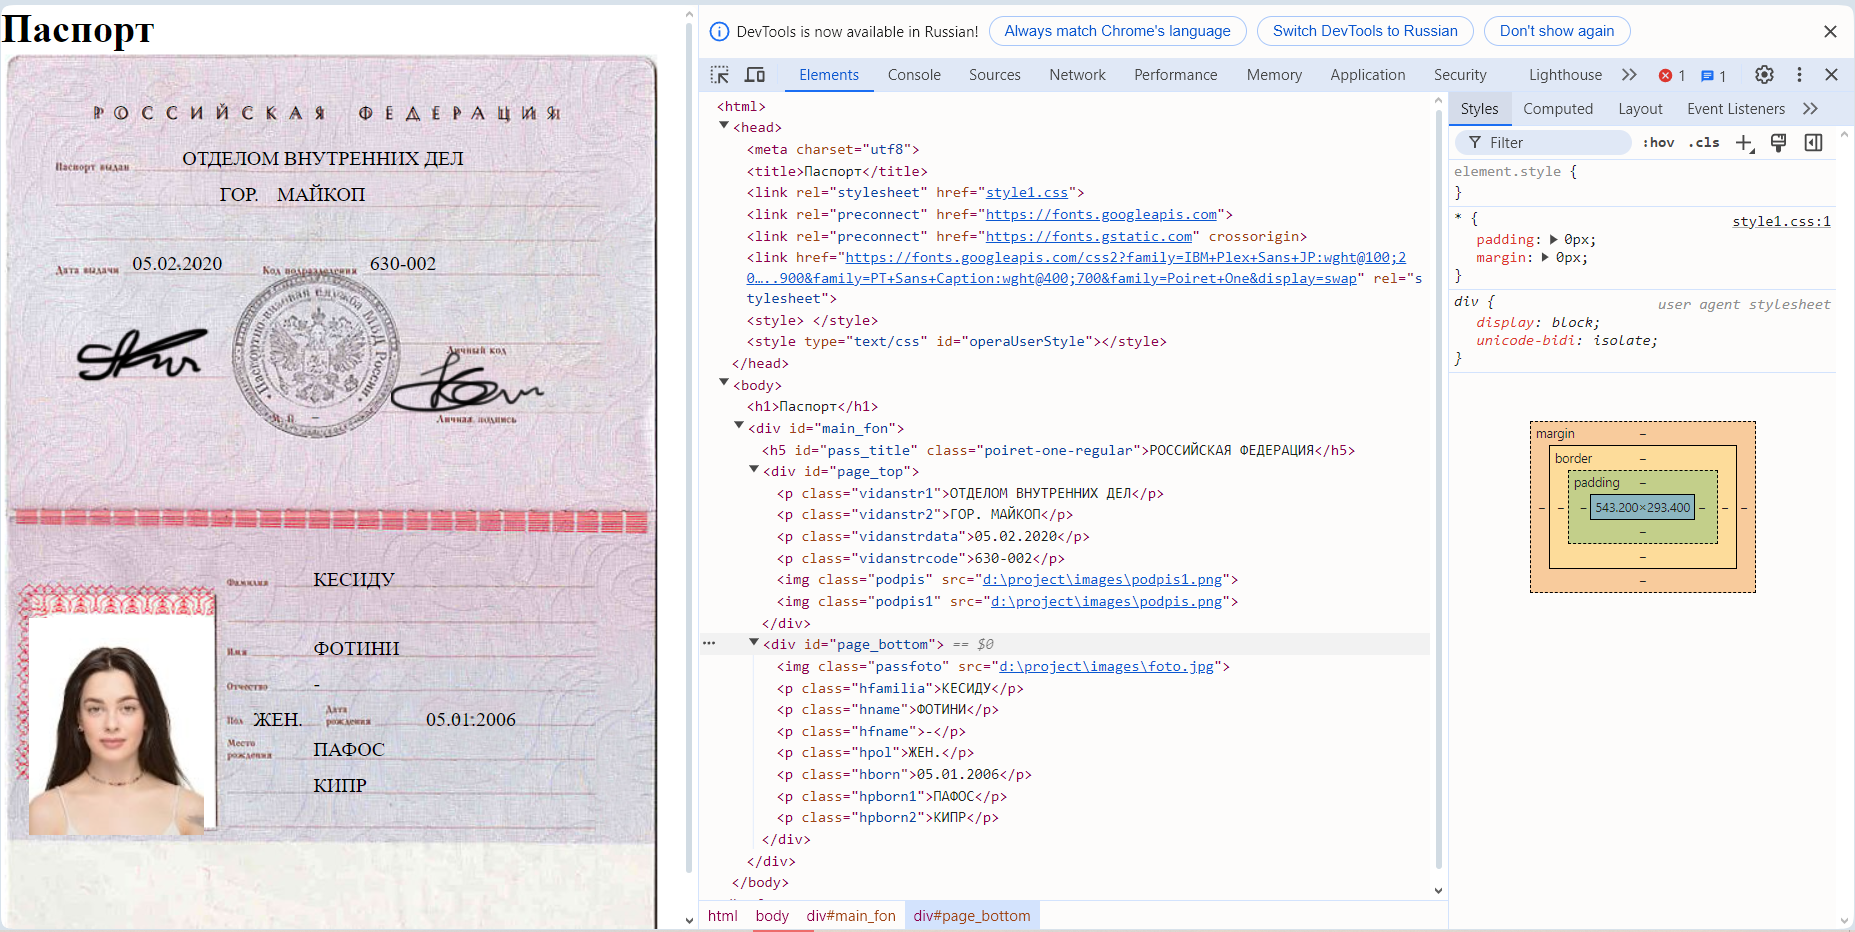 Паспорт
РОССИЙСКАЯ ФЕДЕРАЦИЯ
Паспорт выдан ОТДЕЛОМ ВНУТРЕННИХ ДЕЛ
ГОР. МАЙКОП
Дата выдачи 05.02.2020 Код подразделения 630-002
Паспортно-визовая служба МВД России
Личный код
М. П.
Личная подпись
Фамилия КЕСИДУ
Имя ФОТИНИ
Отчество -
Пол ЖЕН. Дата рождения 05.01.2006
Место рождения ПАФОС
КИПР
DevTools is now available in Russian! Always match Chrome's language Switch DevTools to Russian Don't show again
Elements Console Sources Network Performance Memory Application Security Lighthouse 1 1
<html>
<head>
<meta charset="utf8">
<title>Паспорт</title>
<link rel="stylesheet" href="style1.css">
<link rel="preconnect" href="https://fonts.googleapis.com">
<link rel="preconnect" href="https://fonts.gstatic.com" crossorigin>
<link href="https://fonts.googleapis.com/css2?family=IBM+Plex+Sans+JP:wght@100;2
0….900&family=PT+Sans+Caption:wght@400;700&family=Poiret+One&display=swap" rel="s
tylesheet">
<style> </style>
<style type="text/css" id="operaUserStyle"></style>
</head>
<body>
<h1>Паспорт</h1>
<div id="main_fon">
<h5 id="pass_title" class="poiret-one-regular">РОССИЙСКАЯ ФЕДЕРАЦИЯ</h5>
<div id="page_top">
<p class="vidanstr1">ОТДЕЛОМ ВНУТРЕННИХ ДЕЛ</p>
<p class="vidanstr2">ГОР. МАЙКОП</p>
<p class="vidanstrdata">05.02.2020</p>
<p class="vidanstrcode">630-002</p>
<img class="podpis" src="d:\project\images\podpis1.png">
<img class="podpis1" src="d:\project\images\podpis.png">
</div>
<div id="page_bottom"> == $0
<img class="passfoto" src="d:\project\images\foto.jpg">
<p class="hfamilia">КЕСИДУ</p>
<p class="hname">ФОТИНИ</p>
<p class="hfname">-</p>
<p class="hpol">ЖЕН.</p>
<p class="hborn">05.01.2006</p>
<p class="hpborn1">ПАФОС</p>
<p class="hpborn2">КИПР</p>
</div>
</div>
</body>
html body div#main_fon div#page_bottom
Styles Computed Layout Event Listeners
Filter :hov .cls
element.style {
}
* { style1.css:1
padding: 0px;
margin: 0px;
}
div { user agent stylesheet
display: block;
unicode-bidi: isolate;
}
margin -
border -
padding -
- - - 543.200×293.400 - - -
-
-
-